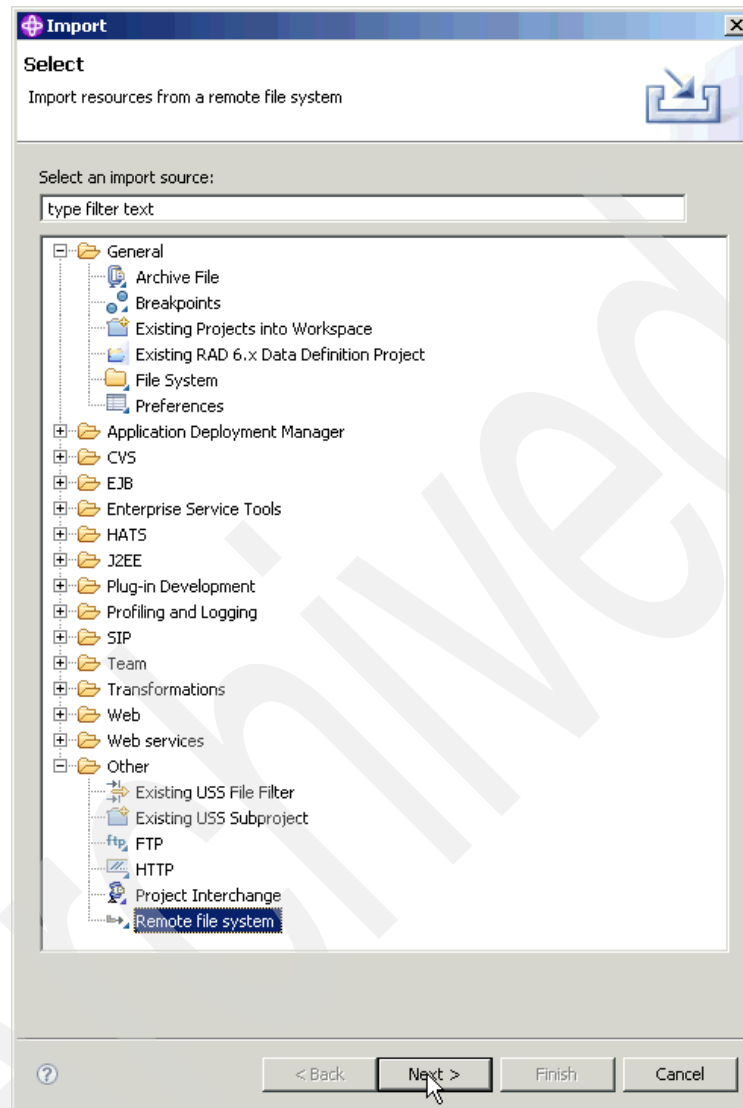 Import
Select
Import resources from a remote file system
Select an import source:
type filter text
General
Archive File
Breakpoints
Existing Projects into Workspace
Existing RAD 6.x Data Definition Project
File System
Preferences
Application Deployment Manager
CVS
EJB
Enterprise Service Tools
HATS
J2EE
Plug-in Development
Profiling and Logging
SIP
Team
Transformations
Web
Web services
Other
Existing USS File Filter
Existing USS Subproject
ftp FTP
HTTP
Project Interchange
Remote file system
? < Back Next > Finish Cancel
Archived